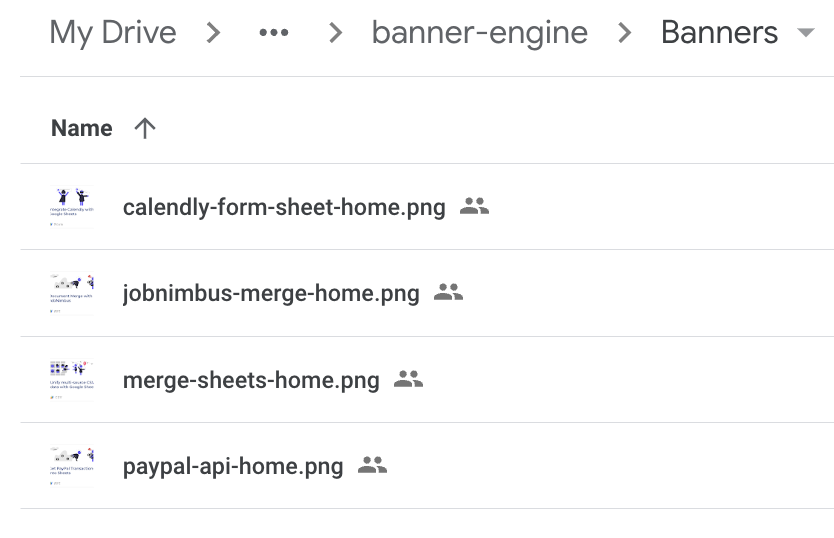 My Drive > ••• > banner-engine > Banners
Name
calendly-form-sheet-home.png
jobnimbus-merge-home.png
merge-sheets-home.png
paypal-api-home.png